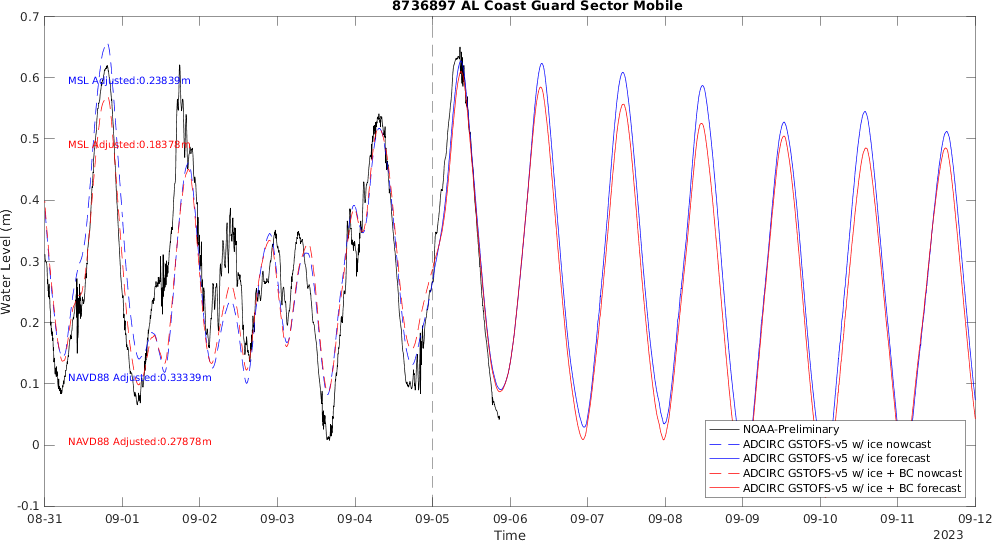 8736897 AL Coast Guard Sector Mobile
0.7
0.6
0.5
0.4
0.3
0.2
0.1
0
-0.1
Water Level (m)
MSL Adjusted:0.23839m
MSL Adjusted:0.18378m
NAVD88 Adjusted:0.33339m
NAVD88 Adjusted:0.27878m
NOAA-Preliminary
ADCIRC GSTOFS-v5 w/ ice nowcast
ADCIRC GSTOFS-v5 w/ ice forecast
ADCIRC GSTOFS-v5 w/ ice + BC nowcast
ADCIRC GSTOFS-v5 w/ ice + BC forecast
08-31 09-01 09-02 09-03 09-04 09-05 09-06 09-07 09-08 09-09 09-10 09-11 09-12
Time
2023